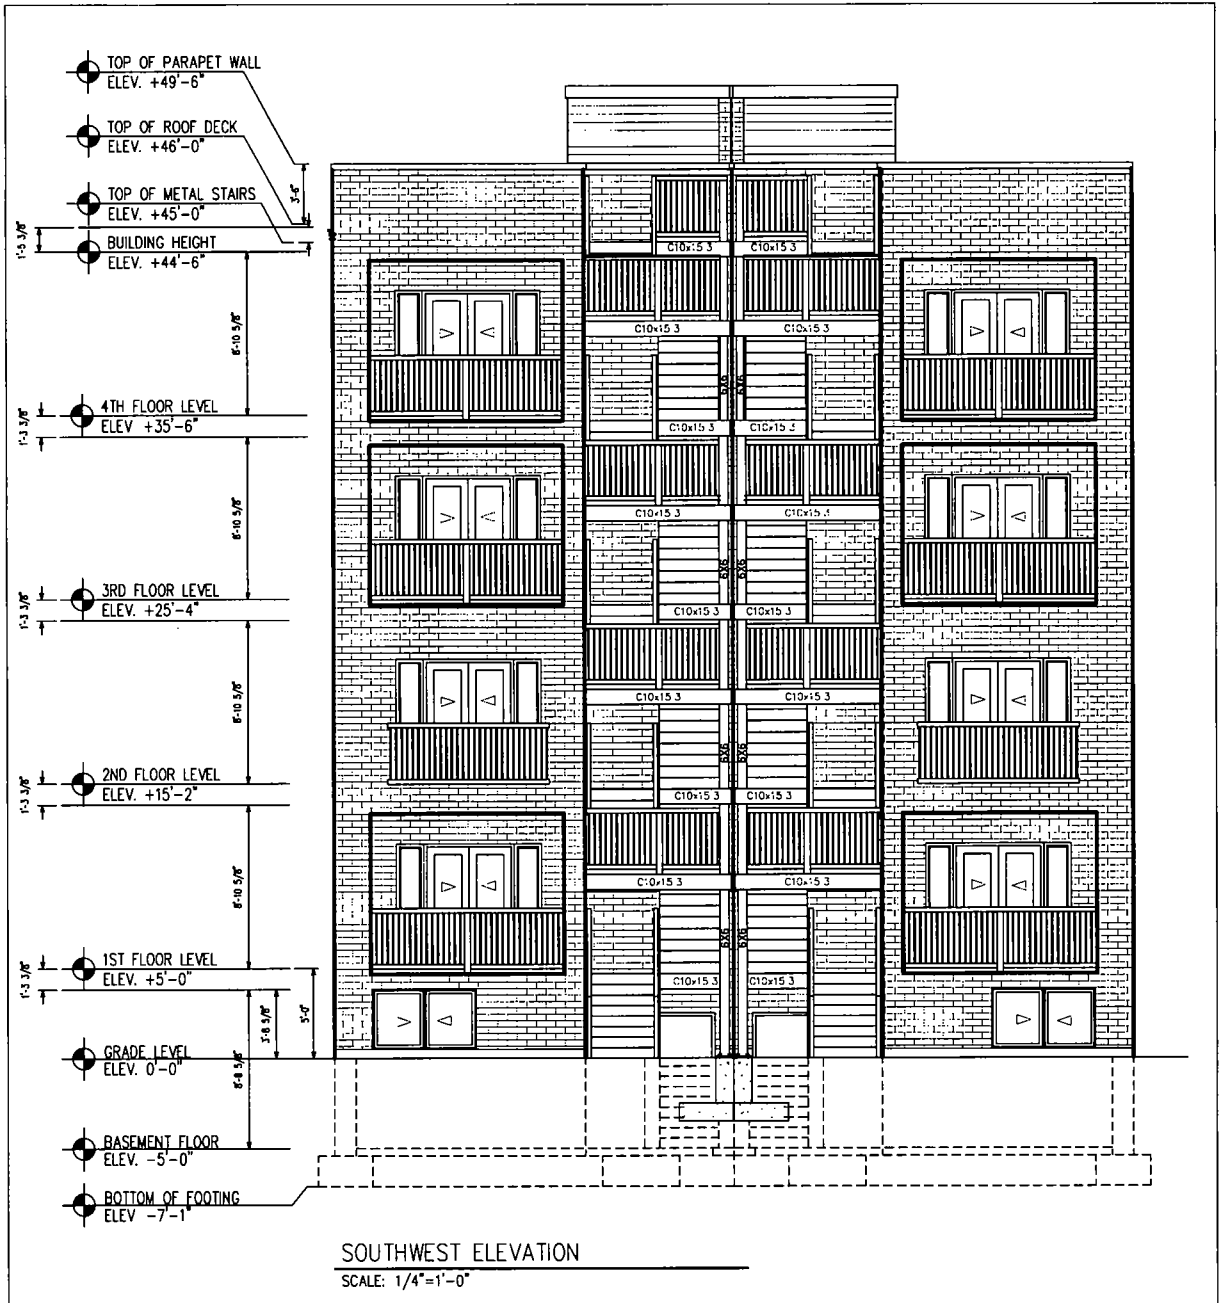 TOP OF PARAPET WALL
ELEV. +49'-6"
TOP OF ROOF DECK
ELEV. +46'-0"
3'-6"
TOP OF METAL STAIRS
ELEV. +45'-0"
1'-5 3/8"
BUILDING HEIGHT
ELEV. +44'-6"
C10x15 3 C10x15 3
8'-10 5/8"
C10x15 3 C10x15 3
6X6 6X6
1'-3 3/8"
4TH FLOOR LEVEL
ELEV +35'-6"
C10x15 3 C10x15 3
8'-10 5/8"
C10x15 3 C10x15.3
6X6 6X6
1'-3 3/8"
3RD FLOOR LEVEL
ELEV. +25'-4"
C10x15 3 C10x15 3
8'-10 5/8"
C10x15 3 C10x15 3
6X6 6X6
1'-3 3/8"
2ND FLOOR LEVEL
ELEV. +15'-2"
C10x15 3 C10x15 3
8'-10 5/8"
C10x15 3 C10x15 3
6X6 6X6
1'-3 3/8"
1ST FLOOR LEVEL
ELEV. +5'-0"
C10x15 3 C10x15 3
3'-8 5/8"
5'-0"
GRADE LEVEL
ELEV. 0'-0"
8'-8 5/8"
BASEMENT FLOOR
ELEV. -5'-0"
BOTTOM OF FOOTING
ELEV -7'-1"
SOUTHWEST ELEVATION
SCALE: 1/4"=1'-0"